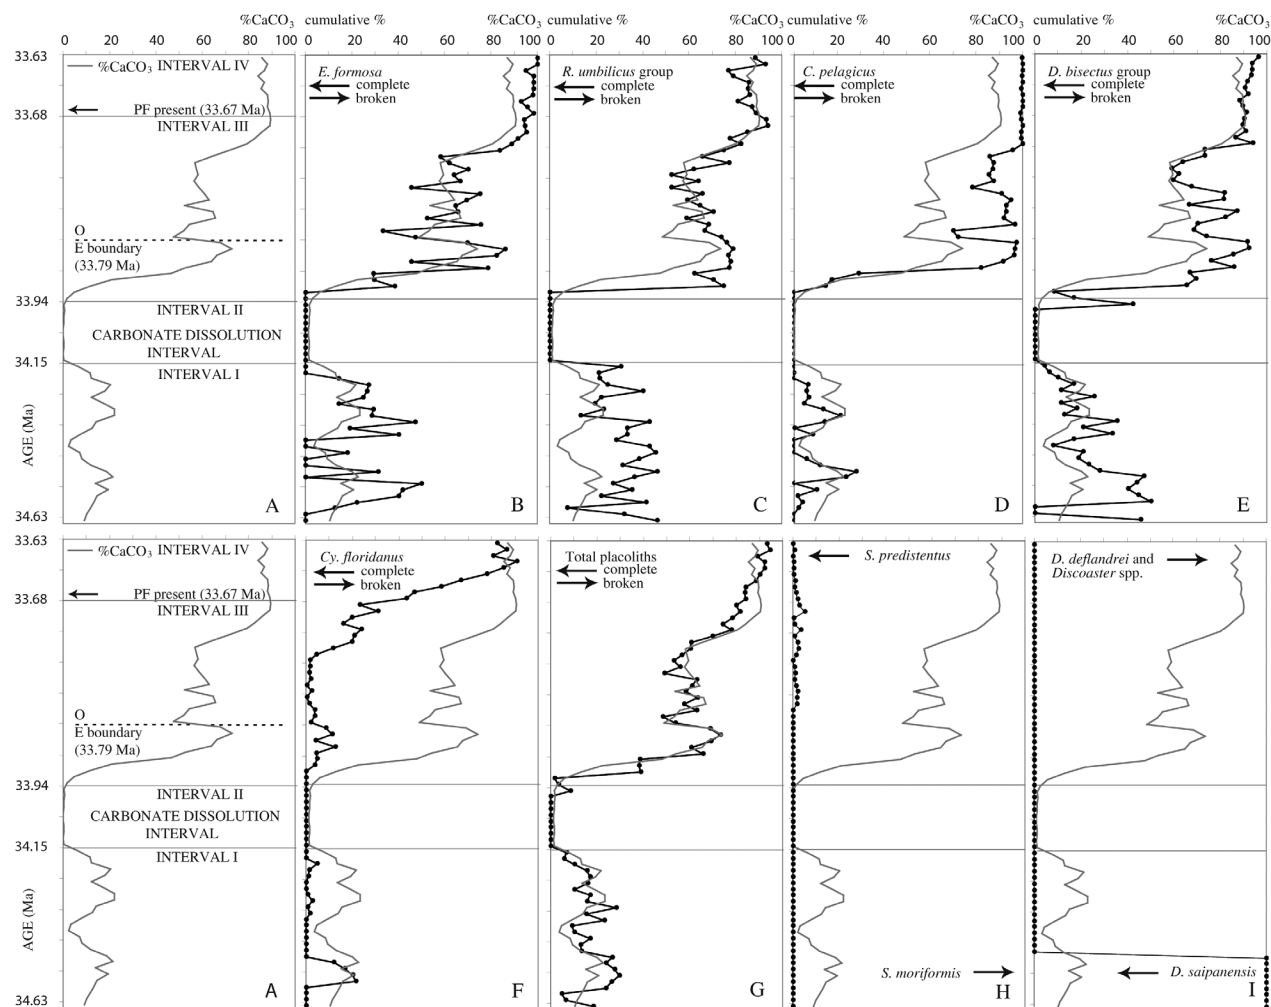 %CaCO3 cumulative % %CaCO3 cumulative % %CaCO3 cumulative % %CaCO3 cumulative % %CaCO3
0 20 60 100 0 20 40 60 80 100 0 20 40 60 80 100 0 20 40 60 80 100 0 20 40 60 80 100
33.63
33.68
33.94
34.15
34.63
AGE (Ma)
%CaCO3 INTERVAL IV
PF present (33.67 Ma)
INTERVAL III
O
E boundary
(33.79 Ma)
INTERVAL II
CARBONATE DISSOLUTION
INTERVAL
INTERVAL I
A
E. formosa
complete
broken
B
R. umbilicus group
complete
broken
C
C. pelagicus
complete
broken
D
D. bisectus group
complete
broken
E
33.63
33.68
33.94
34.15
34.63
AGE (Ma)
%CaCO3 INTERVAL IV
PF present (33.67 Ma)
INTERVAL III
O
E boundary
(33.79 Ma)
INTERVAL II
CARBONATE DISSOLUTION
INTERVAL
INTERVAL I
A
Cy. floridanus
complete
broken
F
Total placoliths
complete
broken
G
S. predistentus
S. moriformis
H
D. deflandrei and
Discoaster spp.
D. saipanensis
I